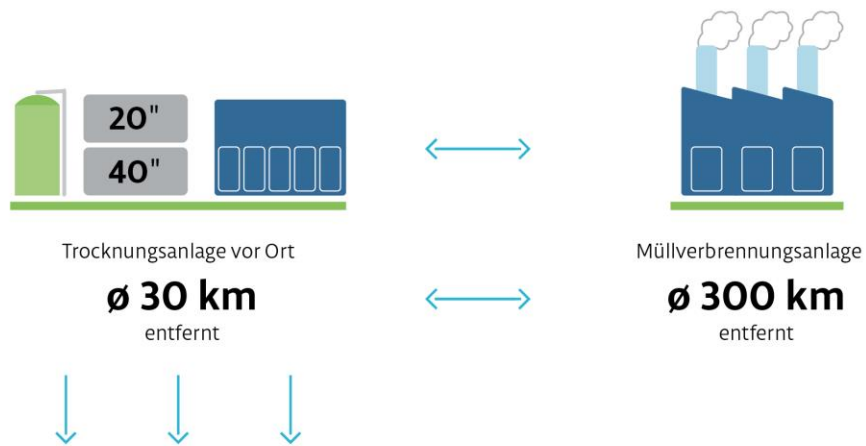 20"
40"
Trocknungsanlage vor Ort
ø 30 km
entfernt
Müllverbrennungsanlage
ø 300 km
entfernt